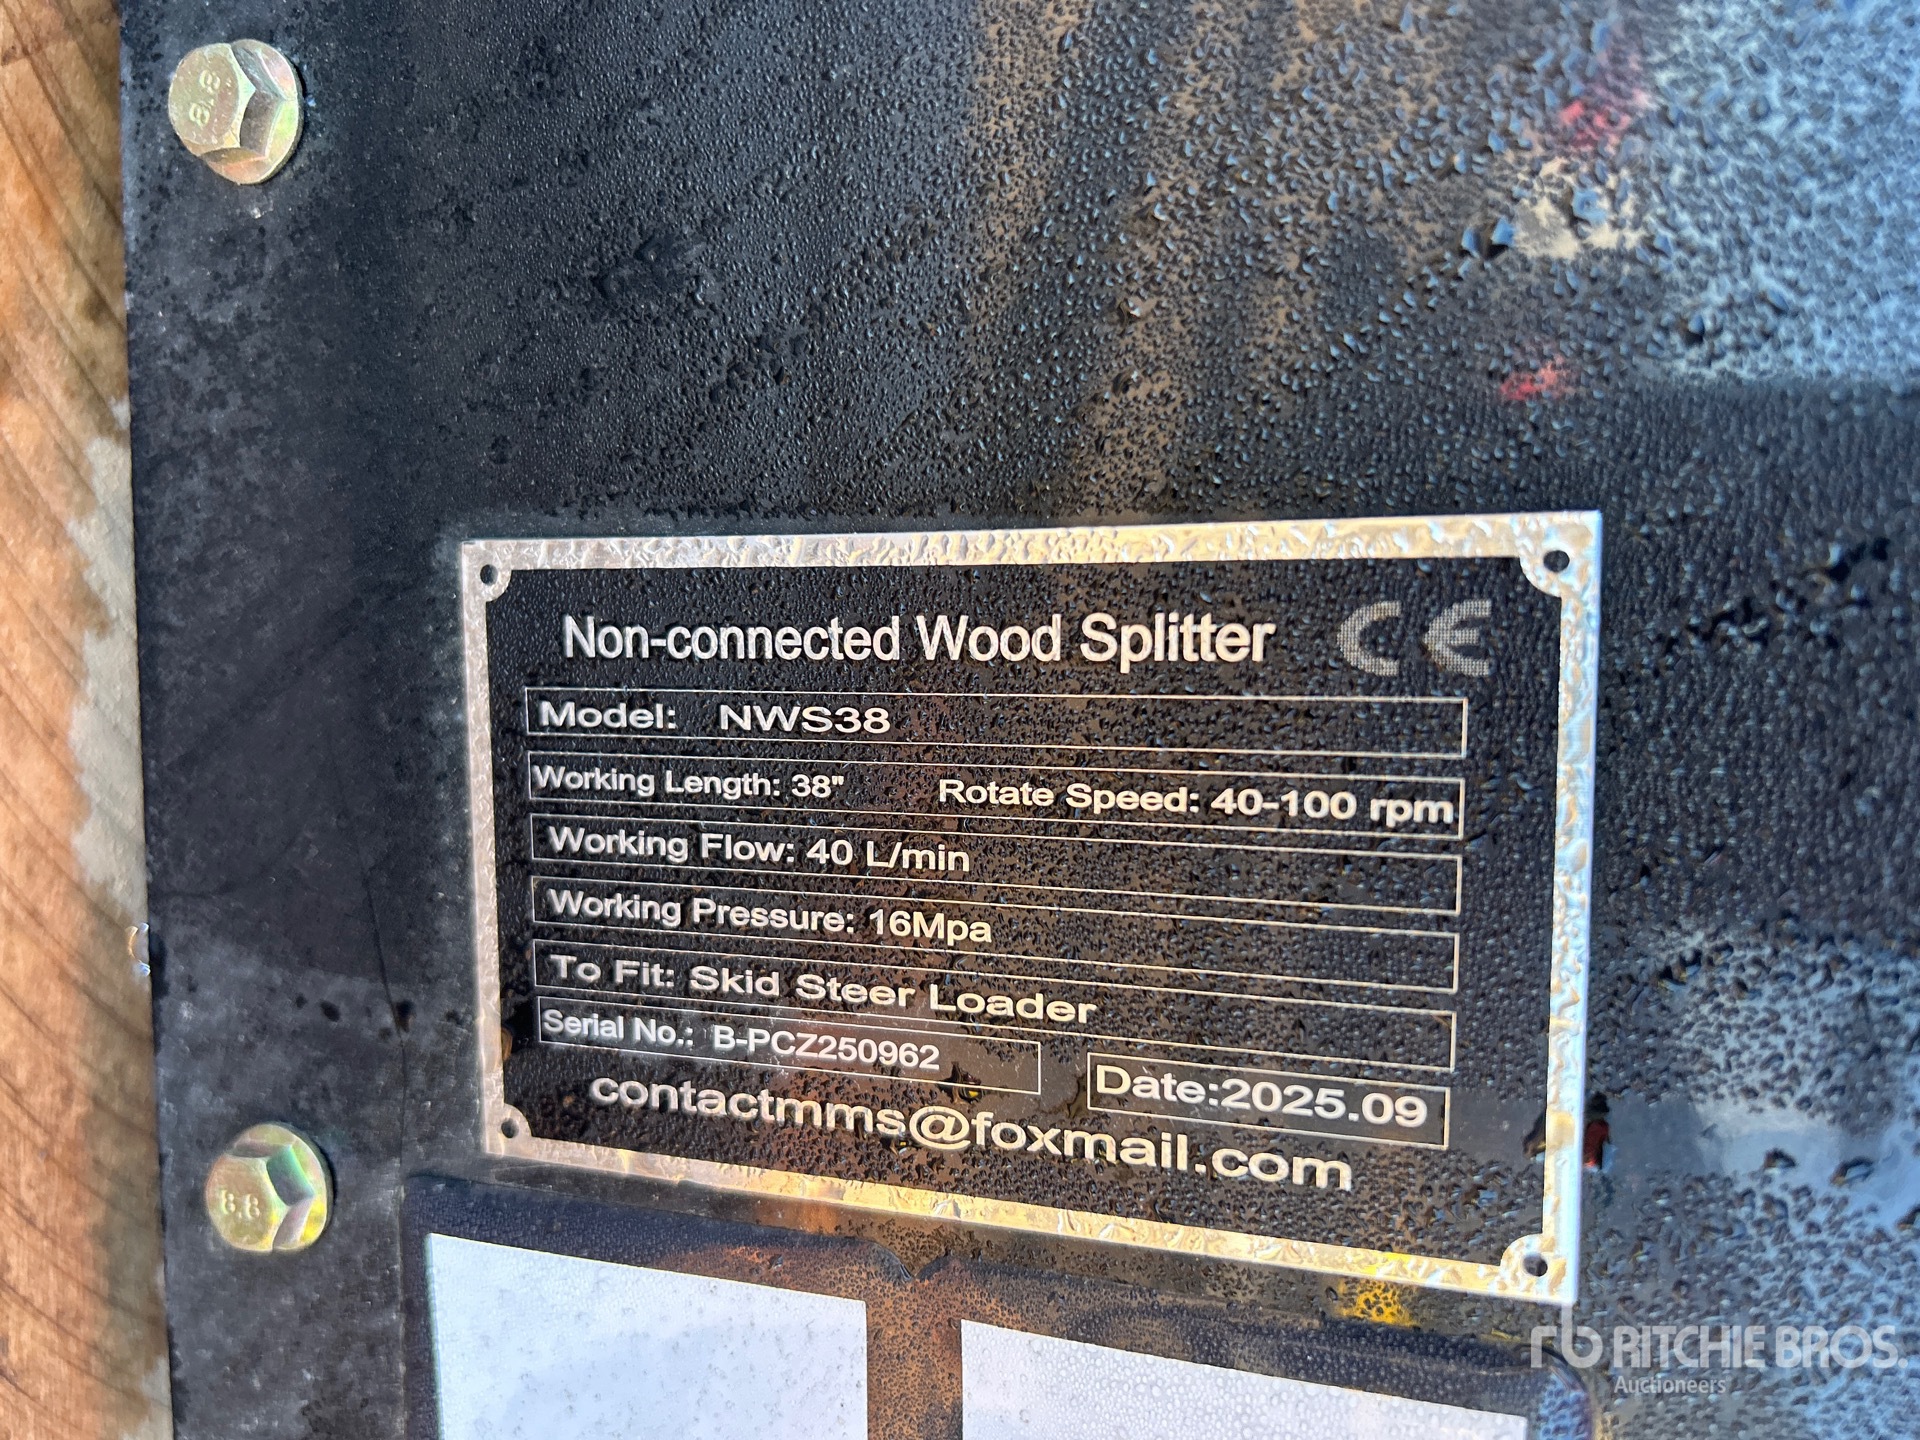 8.8
Non-connected Wood Splitter CE
Model: NWS38
Working Length: 38" Rotate Speed: 40-100 rpm
Working Flow: 40 L/min
Working Pressure: 16Mpa
To Fit: Skid Steer Loader
Serial No.: B-PCZ250962
Date:2025.09
contactmms@foxmail.com
8.8
rb RITCHIE BROS.
Auctioneers